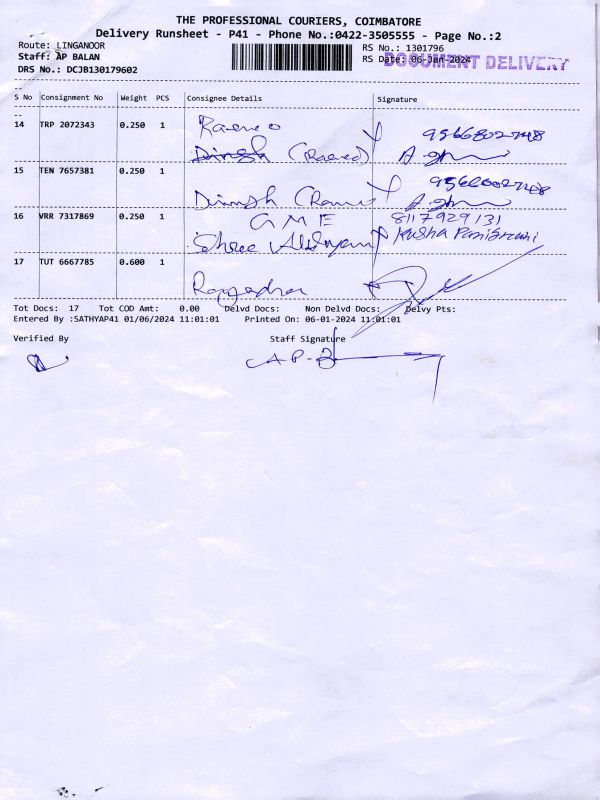 THE PROFESSIONAL COURIERS, COIMBATORE
Delivery Runsheet - P41 - Phone No.:0422-3505555 - Page No.:2
Route: LINGANOOR
RS No.: 1301796
Staff: AP BALAN
RS Date: 06-Jan-2024
DOCUMENT DELIVERY
DRS No.: DCJB130179602
S No Consignment No Weight PCS Consignee Details Signature
14 TRP 2072343 0.250 1
15 TEN 7657381 0.250 1
GME
8117929131
16 VRR 7317869 0.250 1
Shree
17 TUT 6667785 0.600 1
Tot Docs: 17 Tot COD Amt: 0.00 Delvd Docs: Non Delvd Docs: Delvy Pts:
Entered By :SATHYAP41 01/06/2024 11:01:01 Printed On: 06-01-2024 11:01:01
Verified By Staff Signature
A P - B